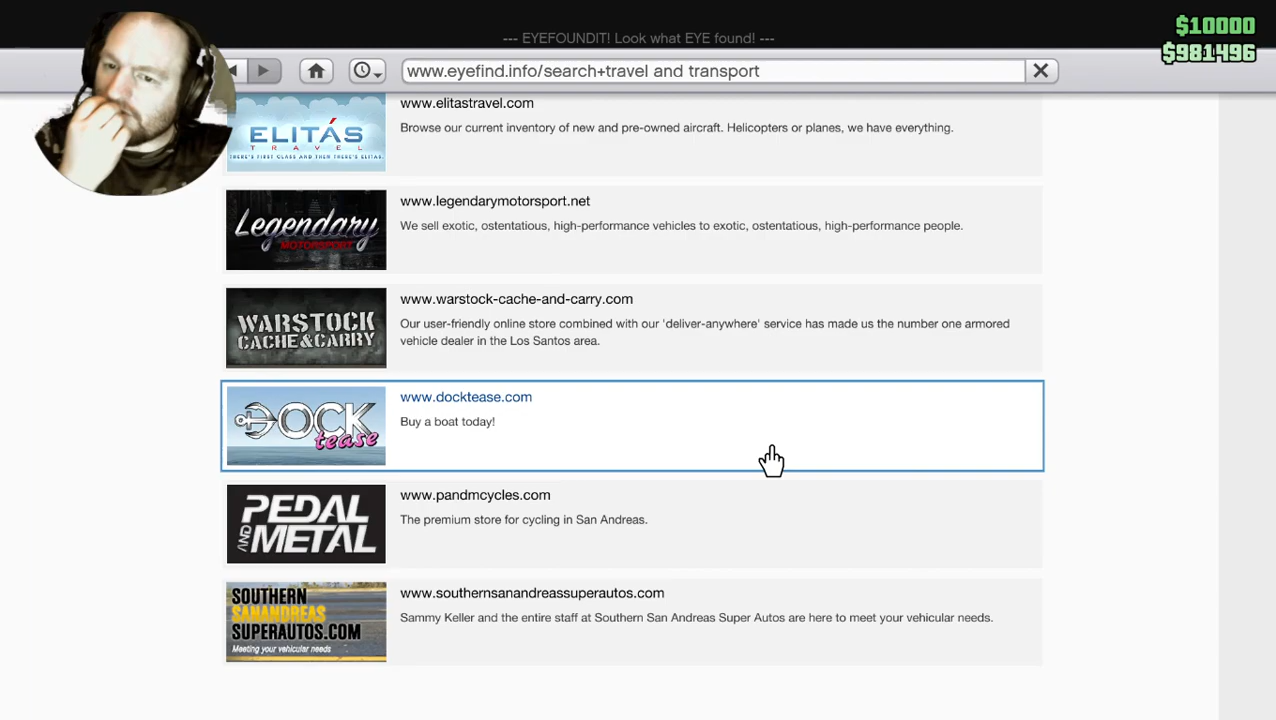 --- EYEFOUNDIT! Look what EYE found! ---
$10000
$981496
www.eyefind.info/search+travel and transport
ELITÁS
TRAVEL
THERE'S FIRST CLASS AND THEN THERE'S ELITAS.
www.elitastravel.com
Browse our current inventory of new and pre-owned aircraft. Helicopters or planes, we have everything.
Legendary
MOTORSPORT
www.legendarymotorsport.net
We sell exotic, ostentatious, high-performance vehicles to exotic, ostentatious, high-performance people.
WARSTOCK
CACHE&CARRY
www.warstock-cache-and-carry.com
Our user-friendly online store combined with our 'deliver-anywhere' service has made us the number one armored
vehicle dealer in the Los Santos area.
DOCK
tease
www.docktease.com
Buy a boat today!
PEDAL
AND METAL
www.pandmcycles.com
The premium store for cycling in San Andreas.
SOUTHERN
SANANDREAS
SUPERAUTOS.COM
Meeting your vehicular needs
www.southernsanandreassuperautos.com
Sammy Keller and the entire staff at Southern San Andreas Super Autos are here to meet your vehicular needs.